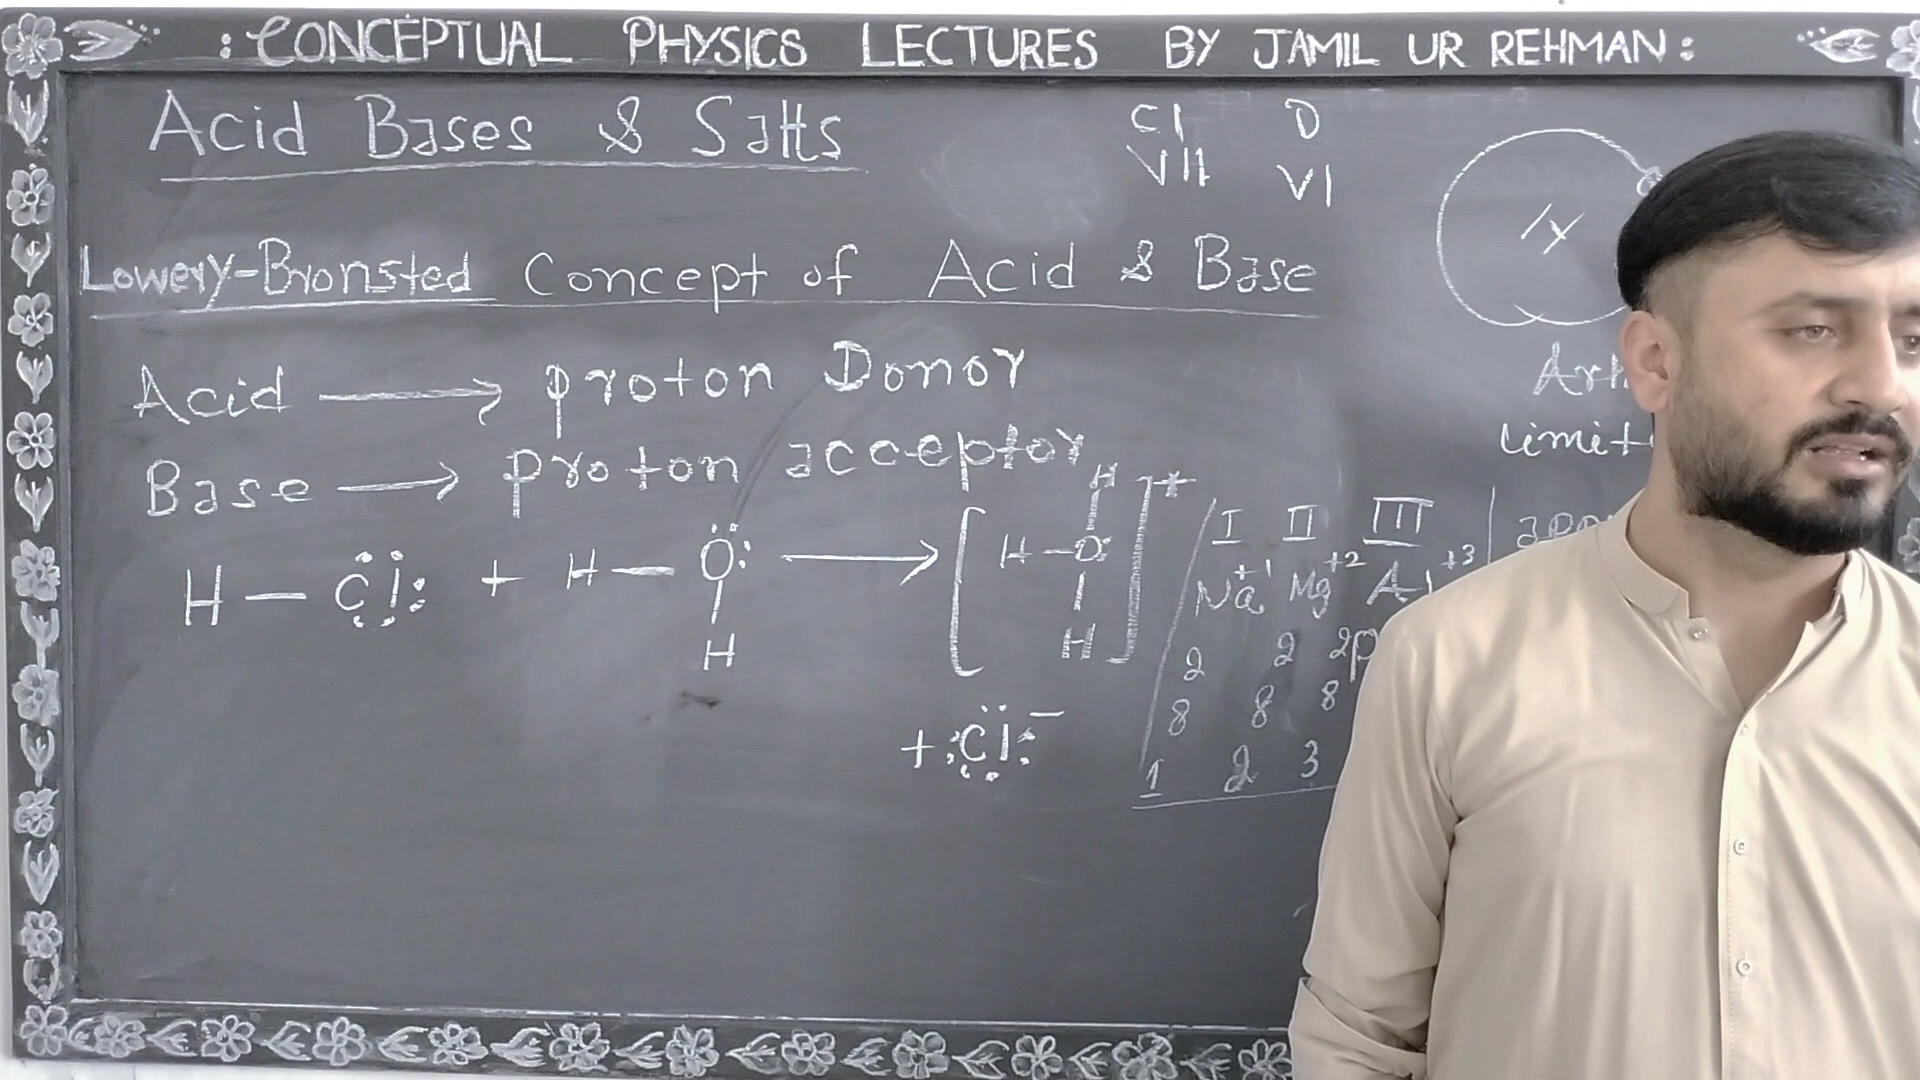 : CONCEPTUAL PHYSICS LECTURES BY JAMIL UR REHMAN :
Acid Bases & Salts
Cl O
VII VI
Lowery-Bronsted Concept of Acid & Base
Acid → proton Donor
Base → proton acceptor
H – Cl + H – O → [H – O]+
H
H
H
+ Cl –
I II III
Na+1 Mg+2 Al+3
2 2 2
8 8 8
1 2 3